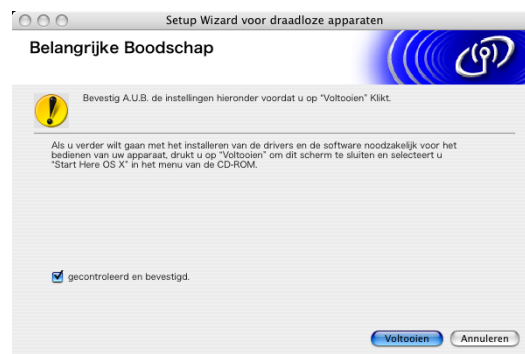 Setup Wizard voor draadloze apparaten
Belangrijke Boodschap
Bevestig A.U.B. de instellingen hieronder voordat u op "Voltooien" Klikt.
Als u verder wilt gaan met het installeren van de drivers en de software noodzakelijk voor het
bedienen van uw apparaat, drukt u op "Voltooien" om dit scherm te sluiten en selecteert u
"Start Here OS X" in het menu van de CD-ROM.
gecontroleerd en bevestigd.
Voltooien
Annuleren